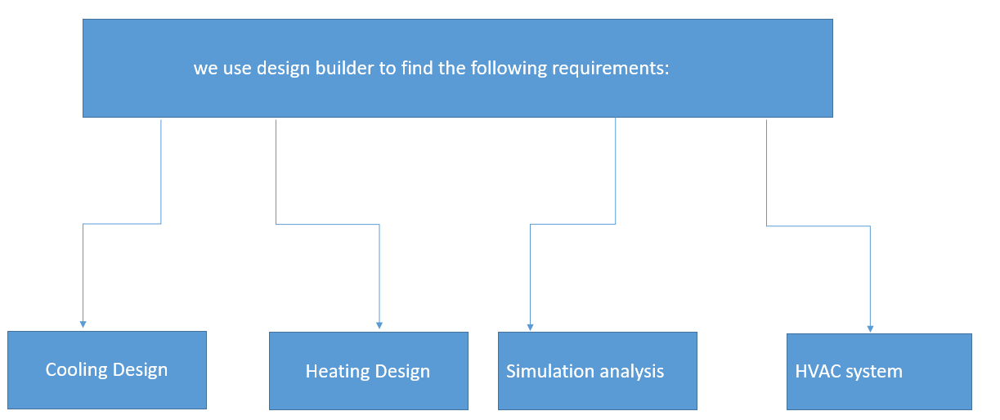 we use design builder to find the following requirements:
Cooling Design
Heating Design
Simulation analysis
HVAC system